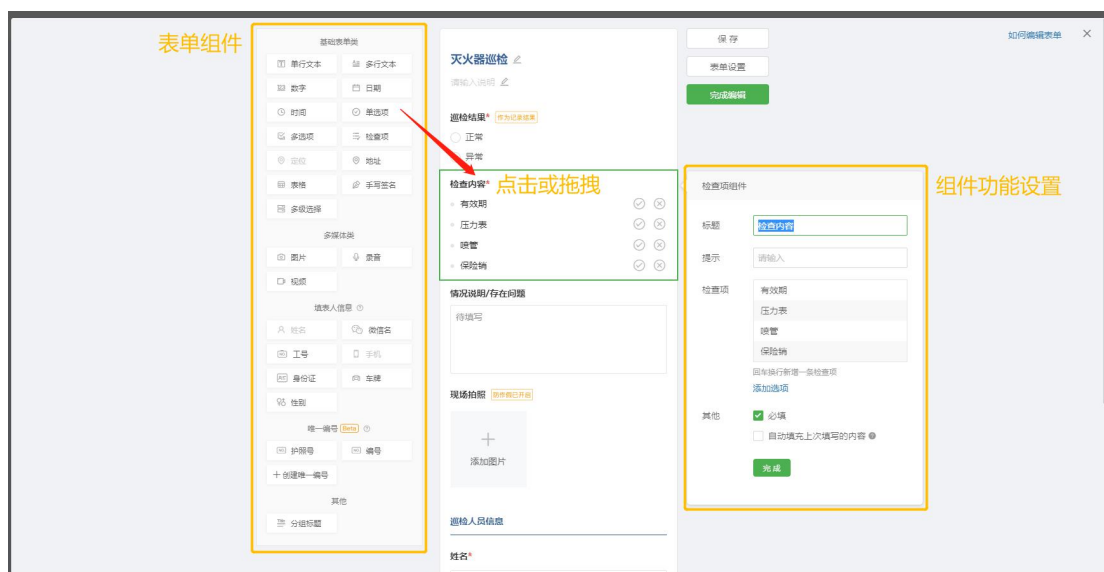 表单组件
基础表单类
单行文本 多行文本
数字 日期
时间 单选项
多选项 检查项
定位 地址
表格 手写签名
多级选择
多媒体类
图片 录音
视频
填表人信息
姓名 微信名
工号 手机
身份证 车牌
性别
唯一编号 Beta
护照号 编号
+ 创建唯一编号
其他
分组标题
灭火器巡检
请输入说明
巡检结果* 作为记录结果
正常
异常
检查内容* 点击或拖拽
有效期
压力表
喷管
保险销
情况说明/存在问题
待填写
现场拍照 防作弊已开启
添加图片
巡检人员信息
姓名*
保存
表单设置
完成编辑
如何编辑表单
检查项组件
组件功能设置
标题 检查内容
提示 请输入
检查项 有效期
压力表
喷管
保险销
回车换行新增一条检查项
添加选项
其他 必填
自动填充上次填写的内容
完成